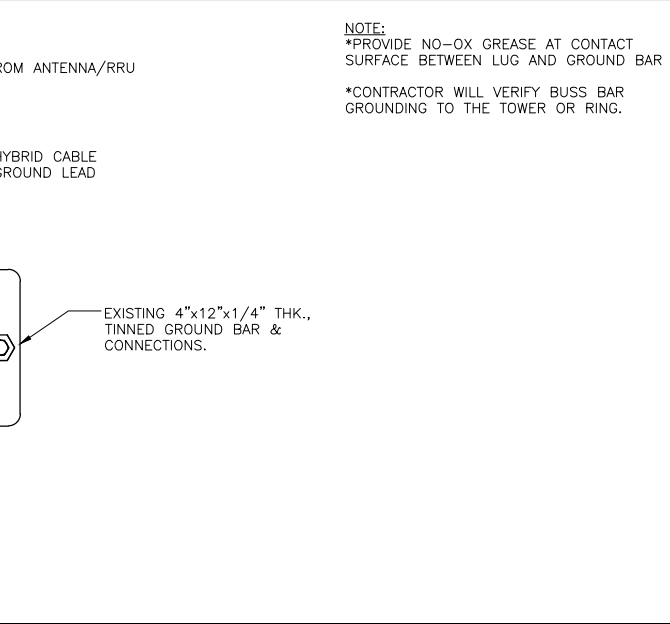 NOTE:
*PROVIDE NO-OX GREASE AT CONTACT
SURFACE BETWEEN LUG AND GROUND BAR
*CONTRACTOR WILL VERIFY BUSS BAR
GROUNDING TO THE TOWER OR RING.
ANTENNA/RRU
CABLE
LEAD
EXISTING 4"x12"x1/4" THK.,
TINNED GROUND BAR &
CONNECTIONS.